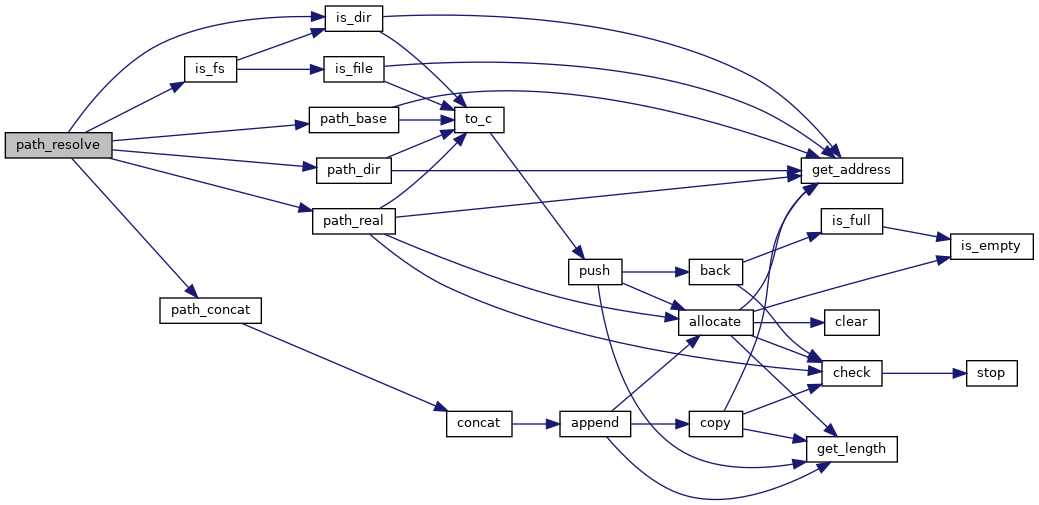 path_resolve
is_dir
is_fs
is_file
path_base
to_c
path_dir
get_address
path_real
is_full
is_empty
push
back
path_concat
allocate
clear
check
stop
concat
append
copy
get_length